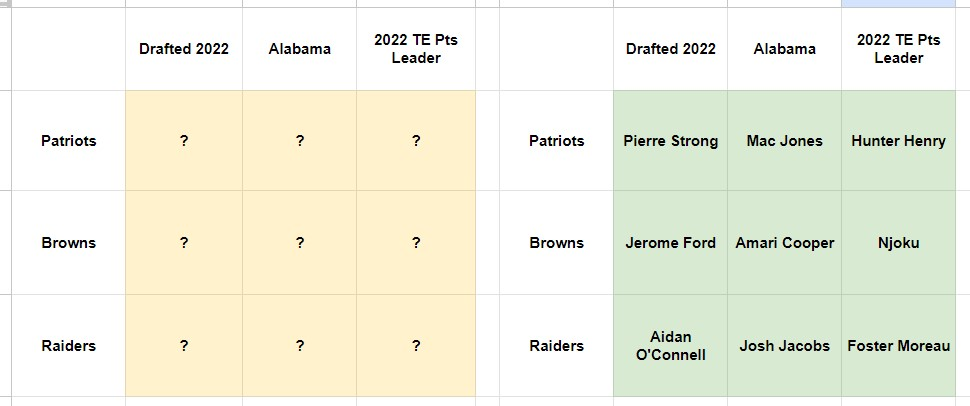 Drafted 2022 Alabama 2022 TE Pts Leader Drafted 2022 Alabama 2022 TE Pts Leader
Patriots ? ? ? Patriots Pierre Strong Mac Jones Hunter Henry
Browns ? ? ? Browns Jerome Ford Amari Cooper Njoku
Raiders ? ? ? Raiders Aidan O'Connell Josh Jacobs Foster Moreau